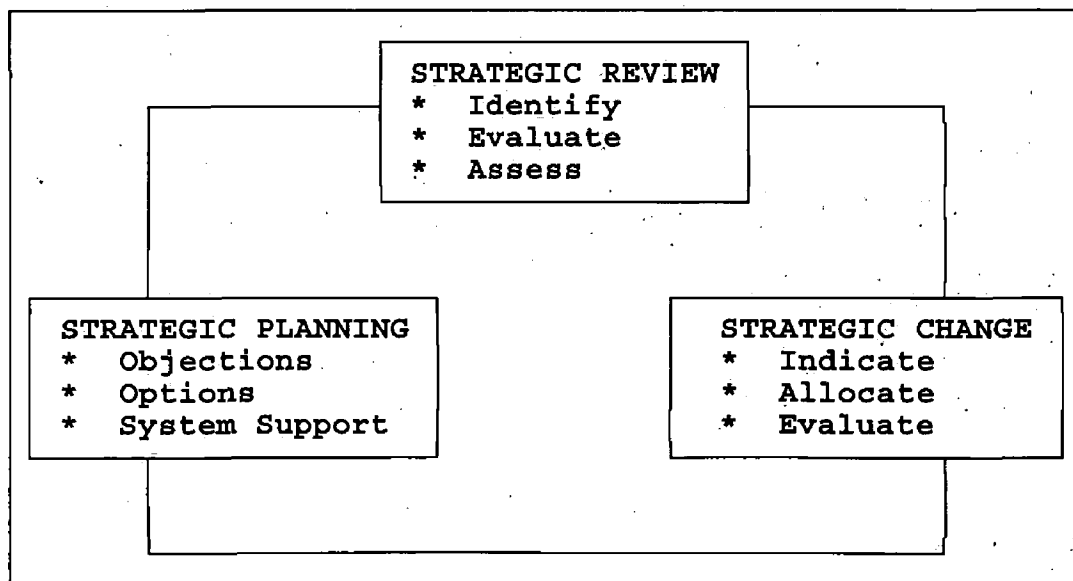 STRATEGIC REVIEW
* Identify
* Evaluate
* Assess
STRATEGIC PLANNING
* Objections
* Options
* System Support
STRATEGIC CHANGE
* Indicate
* Allocate
* Evaluate